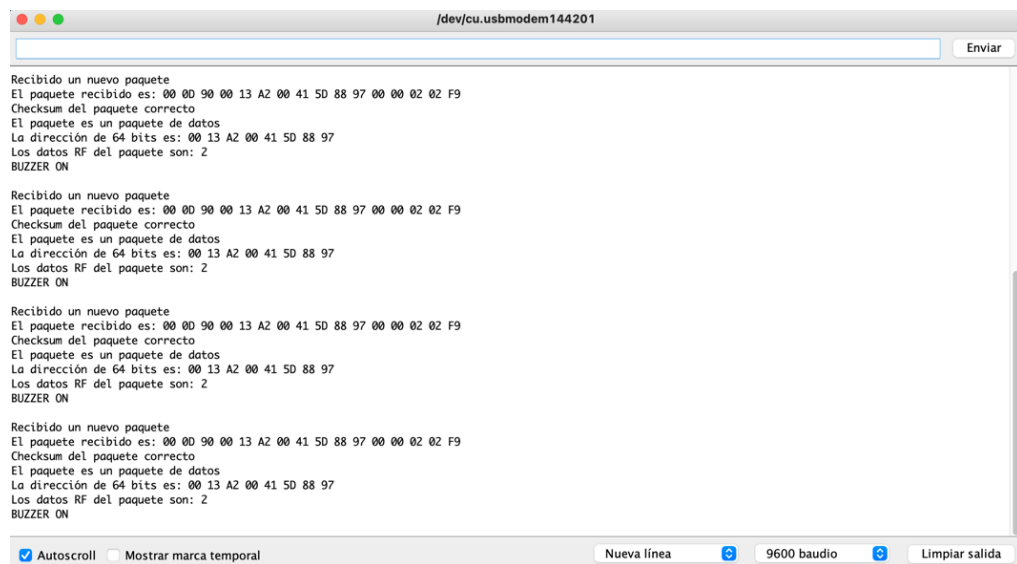 /dev/cu.usbmodem144201
Enviar
Recibido un nuevo paquete
El paquete recibido es: 00 0D 90 00 13 A2 00 41 5D 88 97 00 00 02 02 F9
Checksum del paquete correcto
El paquete es un paquete de datos
La dirección de 64 bits es: 00 13 A2 00 41 5D 88 97
Los datos RF del paquete son: 2
BUZZER ON
Recibido un nuevo paquete
El paquete recibido es: 00 0D 90 00 13 A2 00 41 5D 88 97 00 00 02 02 F9
Checksum del paquete correcto
El paquete es un paquete de datos
La dirección de 64 bits es: 00 13 A2 00 41 5D 88 97
Los datos RF del paquete son: 2
BUZZER ON
Recibido un nuevo paquete
El paquete recibido es: 00 0D 90 00 13 A2 00 41 5D 88 97 00 00 02 02 F9
Checksum del paquete correcto
El paquete es un paquete de datos
La dirección de 64 bits es: 00 13 A2 00 41 5D 88 97
Los datos RF del paquete son: 2
BUZZER ON
Recibido un nuevo paquete
El paquete recibido es: 00 0D 90 00 13 A2 00 41 5D 88 97 00 00 02 02 F9
Checksum del paquete correcto
El paquete es un paquete de datos
La dirección de 64 bits es: 00 13 A2 00 41 5D 88 97
Los datos RF del paquete son: 2
BUZZER ON
Autoscroll Mostrar marca temporal Nueva línea 9600 baudio Limpiar salida